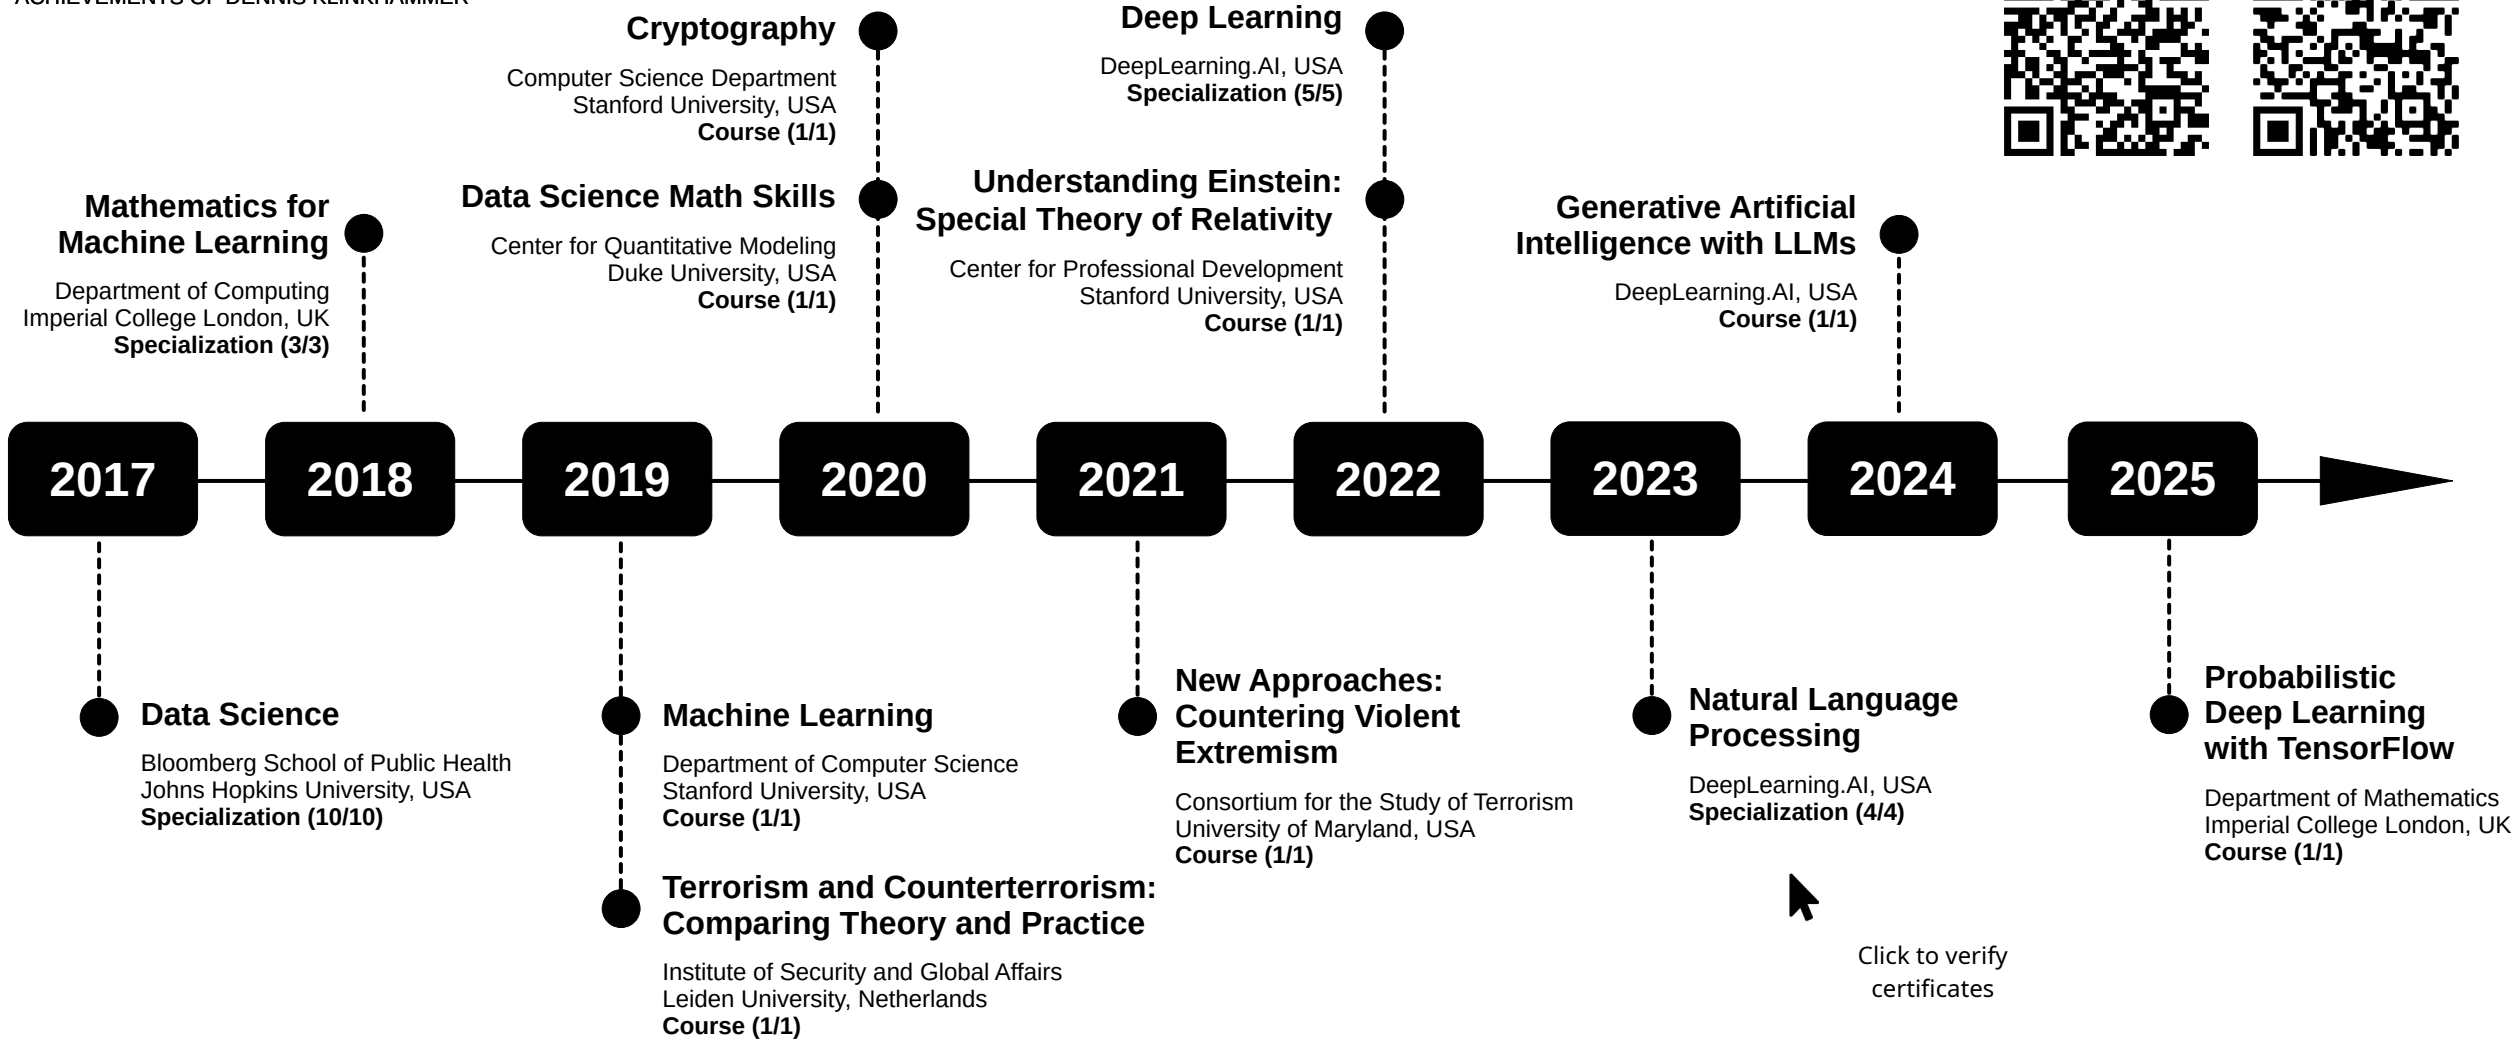 ACHIEVEMENTS OF DENNIS KLINKHAMMER
Cryptography
Computer Science Department
Stanford University, USA
Course (1/1)
Deep Learning
DeepLearning.AI, USA
Specialization (5/5)
Mathematics for
Machine Learning
Department of Computing
Imperial College London, UK
Specialization (3/3)
Data Science Math Skills
Center for Quantitative Modeling
Duke University, USA
Course (1/1)
Understanding Einstein:
Special Theory of Relativity
Center for Professional Development
Stanford University, USA
Course (1/1)
Generative Artificial
Intelligence with LLMs
DeepLearning.AI, USA
Course (1/1)
2017
2018
2019
2020
2021
2022
2023
2024
2025
Data Science
Bloomberg School of Public Health
Johns Hopkins University, USA
Specialization (10/10)
Machine Learning
Department of Computer Science
Stanford University, USA
Course (1/1)
Terrorism and Counterterrorism:
Comparing Theory and Practice
Institute of Security and Global Affairs
Leiden University, Netherlands
Course (1/1)
New Approaches:
Countering Violent
Extremism
Consortium for the Study of Terrorism
University of Maryland, USA
Course (1/1)
Natural Language
Processing
DeepLearning.AI, USA
Specialization (4/4)
Probabilistic
Deep Learning
with TensorFlow
Department of Mathematics
Imperial College London, UK
Course (1/1)
Click to verify
certificates